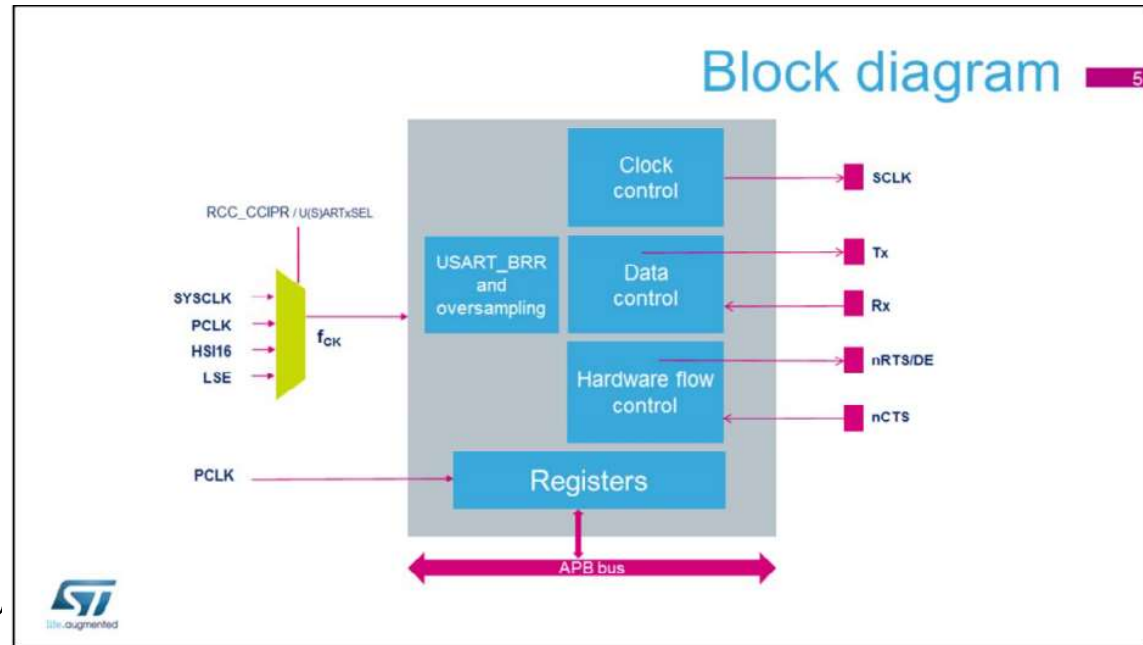 Block diagram
5
RCC_CCIPR / U(S)ARTxSEL
SYSCLK
PCLK
HSI16
LSE
fCK
PCLK
Clock
control
USART_BRR
and
oversampling
Data
control
Hardware flow
control
Registers
APB bus
SCLK
Tx
Rx
nRTS/DE
nCTS
ST
life.augmented